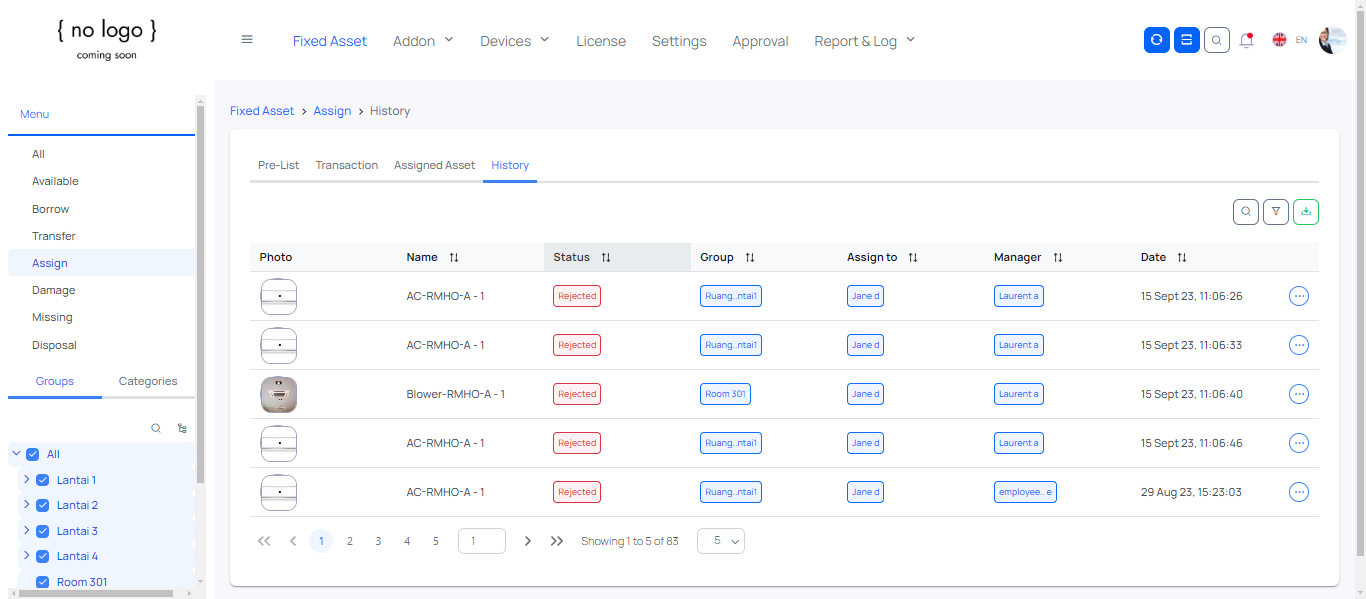 { no logo }
coming soon
Fixed Asset Addon Devices License Settings Approval Report & Log EN
Menu
All
Available
Borrow
Transfer
Assign
Damage
Missing
Disposal
Groups Categories
All
Lantai 1
Lantai 2
Lantai 3
Lantai 4
Room 301
Fixed Asset > Assign > History
Pre-List Transaction Assigned Asset History
Photo Name Status Group Assign to Manager Date
AC-RMHO-A - 1 Rejected Ruang..ntai1 Jane d Laurent a 15 Sept 23, 11:06:26
AC-RMHO-A - 1 Rejected Ruang..ntai1 Jane d Laurent a 15 Sept 23, 11:06:33
Blower-RMHO-A - 1 Rejected Room 301 Jane d Laurent a 15 Sept 23, 11:06:40
AC-RMHO-A - 1 Rejected Ruang..ntai1 Jane d Laurent a 15 Sept 23, 11:06:46
AC-RMHO-A - 1 Rejected Ruang..ntai1 Jane d employee.. e 29 Aug 23, 15:23:03
1 2 3 4 5 1 Showing 1 to 5 of 83 5